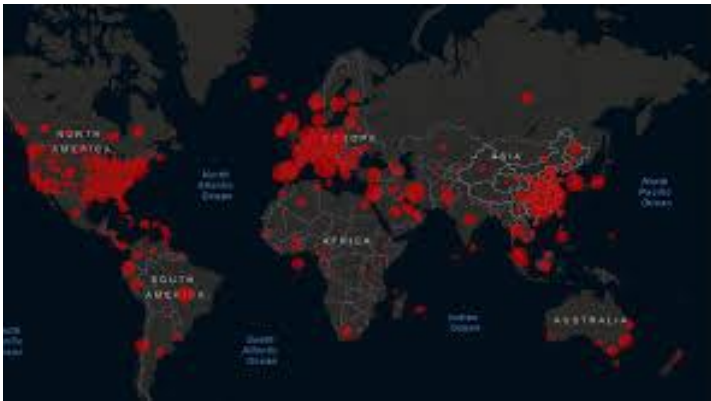 NORTH
AMERICA
EUROPE
ASIA
North
Atlantic
Ocean
North
Pacific
Ocean
AFRICA
SOUTH
AMERICA
Indian
Ocean
AUSTRALIA
South
Atlantic
Ocean